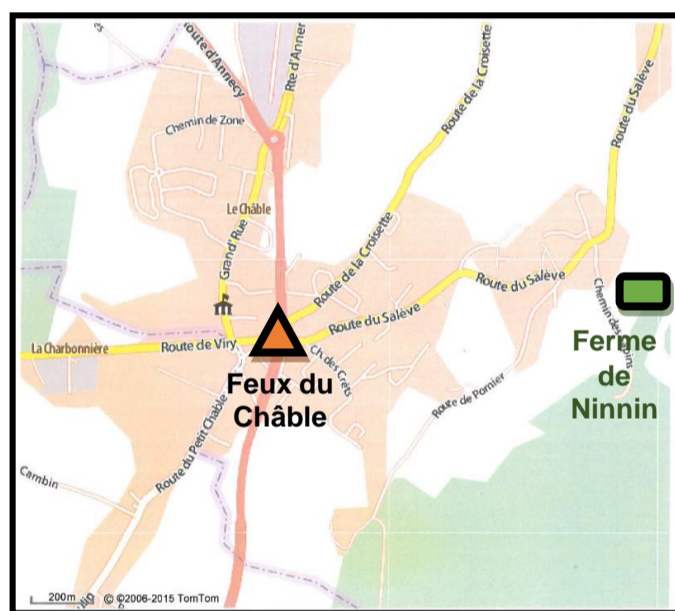 Route d'Annecy
Rte d'Anner
Chemin de Zone
Route de la Croisette
Route du Salève
Le Châble
Grand'Rue
Route de la Croisette
Route du Salève
Route du Salève
La Charbonnière
Route de Viry
Ch. des Crêts
Feux du
Châble
Ferme
de
Ninnin
Route de Pomier
Route du Petit Châble
Cambin
200m
© ©2006-2015 TomTom